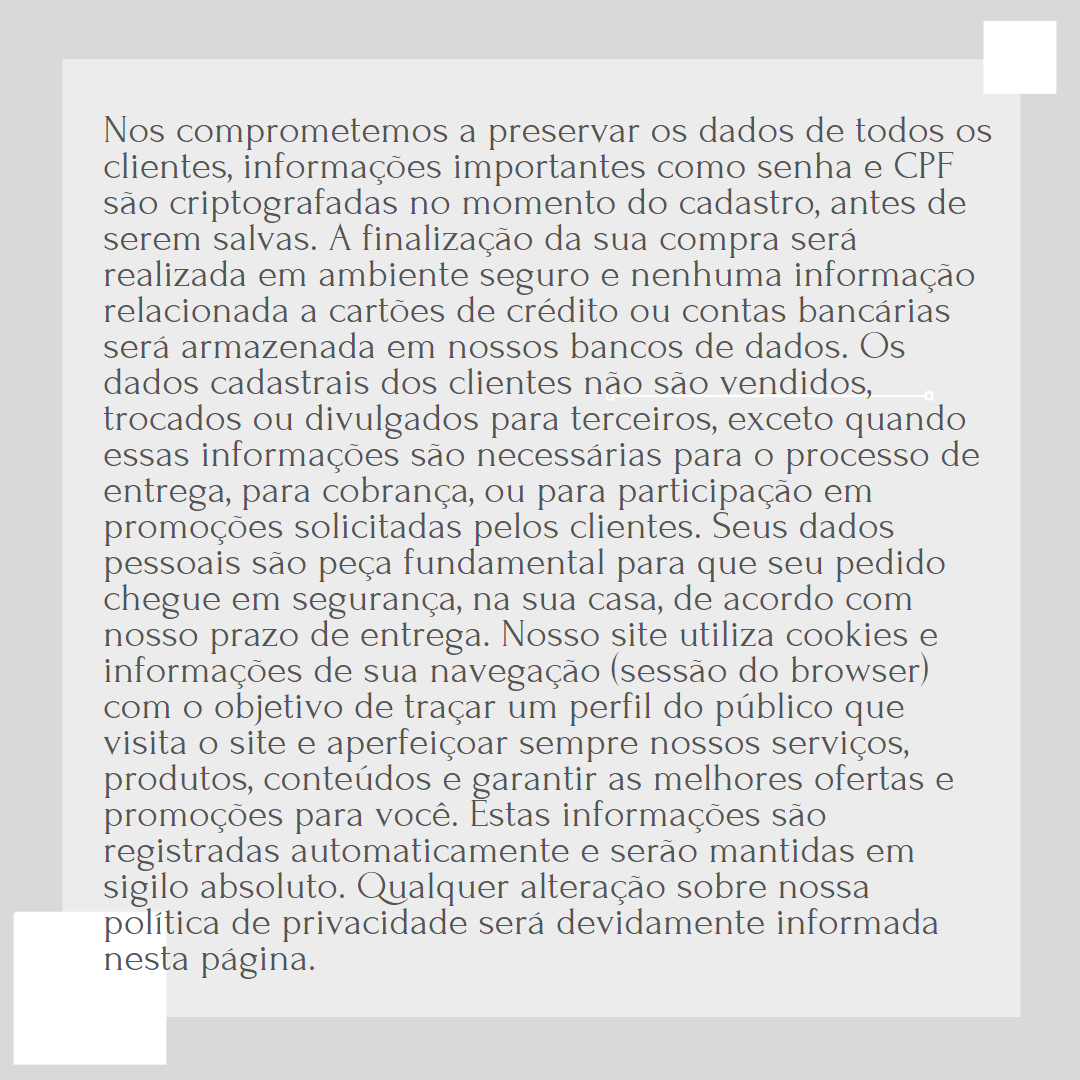 Nos comprometemos a preservar os dados de todos os
clientes, informações importantes como senha e CPF
são criptografadas no momento do cadastro, antes de
serem salvas. A finalização da sua compra será
realizada em ambiente seguro e nenhuma informação
relacionada a cartões de crédito ou contas bancárias
será armazenada em nossos bancos de dados. Os
dados cadastrais dos clientes não são vendidos,
trocados ou divulgados para terceiros, exceto quando
essas informações são necessárias para o processo de
entrega, para cobrança, ou para participação em
promoções solicitadas pelos clientes. Seus dados
pessoais são peça fundamental para que seu pedido
chegue em segurança, na sua casa, de acordo com
nosso prazo de entrega. Nosso site utiliza cookies e
informações de sua navegação (sessão do browser)
com o objetivo de traçar um perfil do público que
visita o site e aperfeiçoar sempre nossos serviços,
produtos, conteúdos e garantir as melhores ofertas e
promoções para você. Estas informações são
registradas automaticamente e serão mantidas em
sigilo absoluto. Qualquer alteração sobre nossa
política de privacidade será devidamente informada
nesta página.